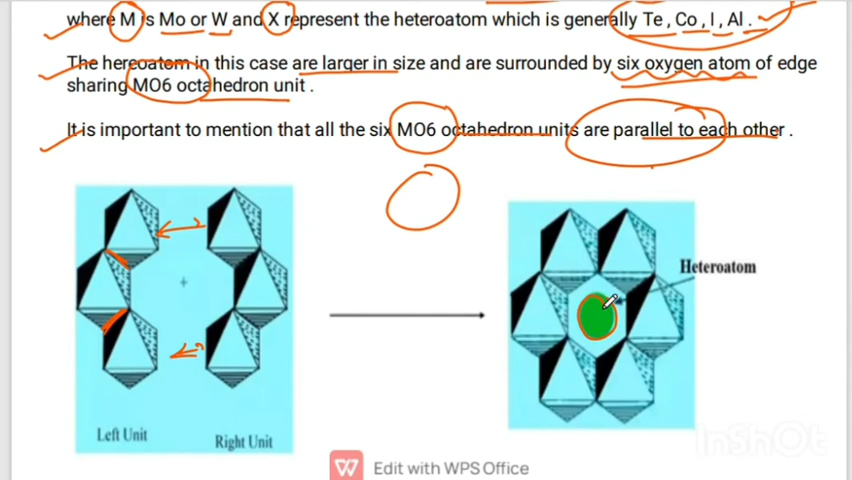 where M is Mo or W and X represent the heteroatom which is generally Te , Co , I , Al .
The hereoatom in this case are larger in size and are surrounded by six oxygen atom of edge
sharing MO6 octahedron unit .
It is important to mention that all the six MO6 octahedron units are parallel to each other .
Heteroatom
Left Unit
Right Unit
InShOt
Edit with WPS Office